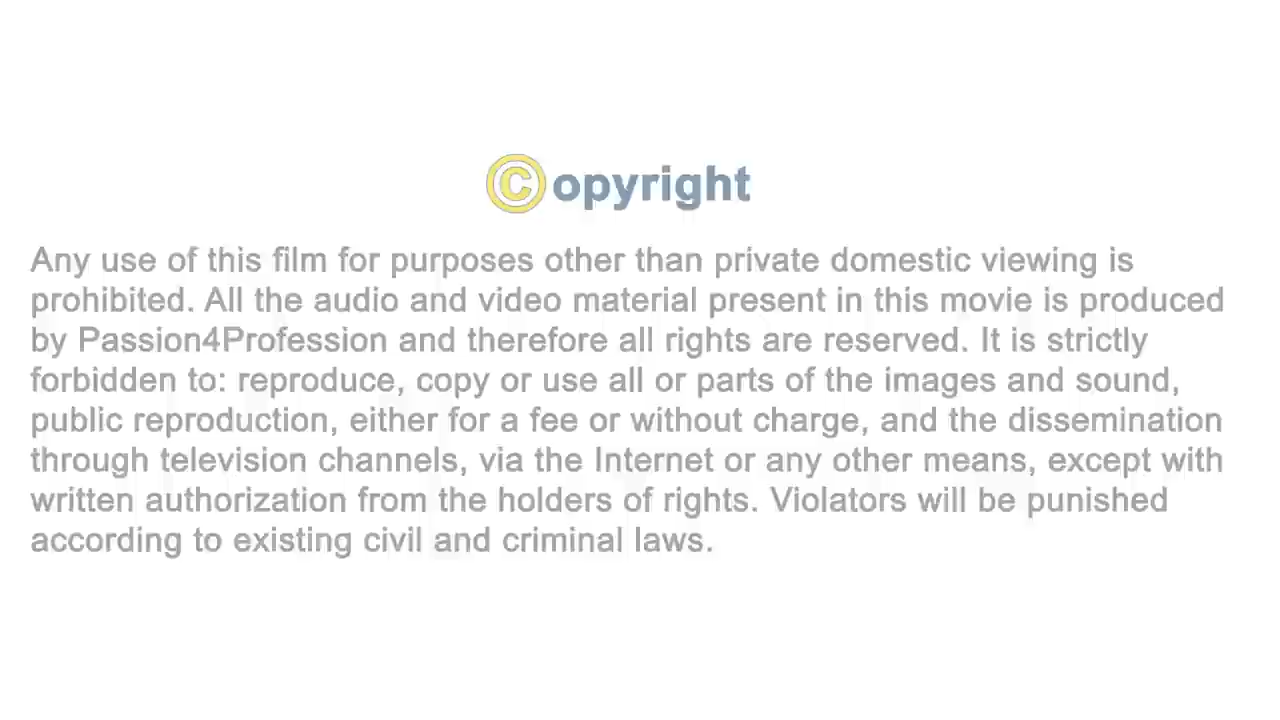 ©opyright
Any use of this film for purposes other than private domestic viewing is
prohibited. All the audio and video material present in this movie is produced
by Passion4Profession and therefore all rights are reserved. It is strictly
forbidden to: reproduce, copy or use all or parts of the images and sound,
public reproduction, either for a fee or without charge, and the dissemination
through television channels, via the Internet or any other means, except with
written authorization from the holders of rights. Violators will be punished
according to existing civil and criminal laws.